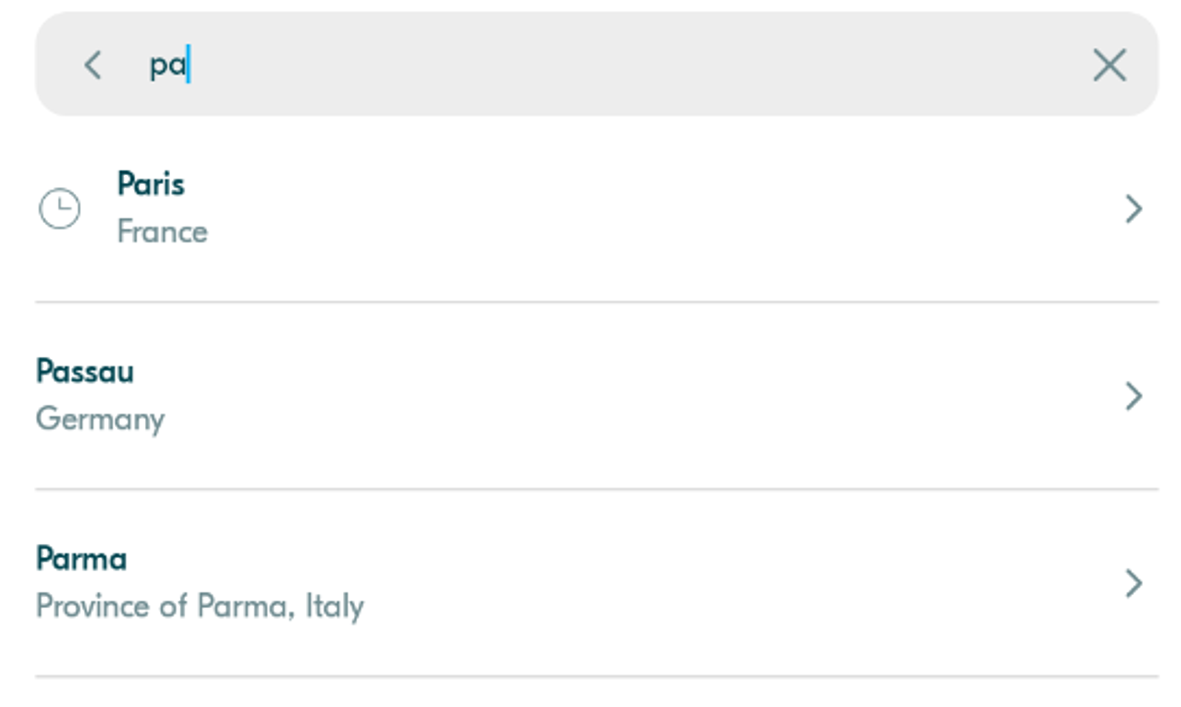 pa
Paris
France
Passau
Germany
Parma
Province of Parma, Italy